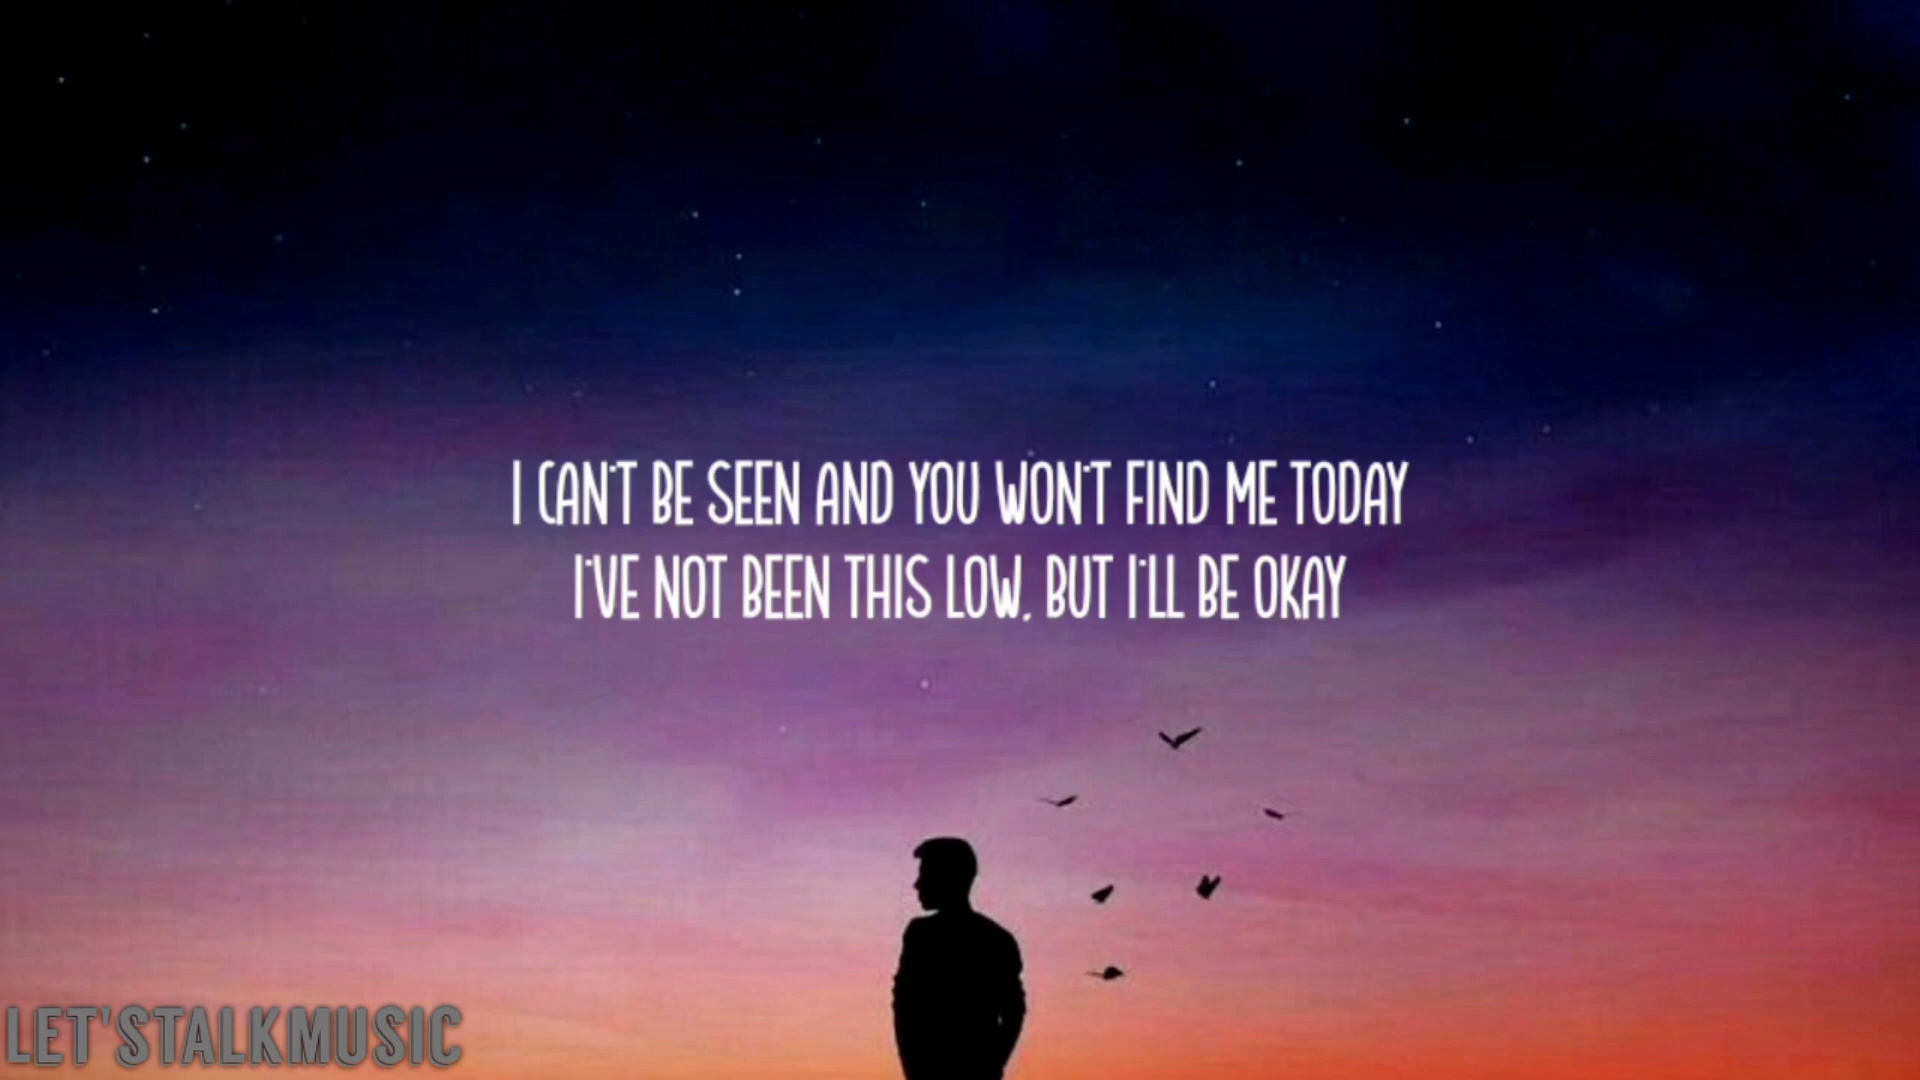 I CAN'T BE SEEN AND YOU WON'T FIND ME TODAY
I'VE NOT BEEN THIS LOW, BUT I'LL BE OKAY
LET'STALKMUSIC